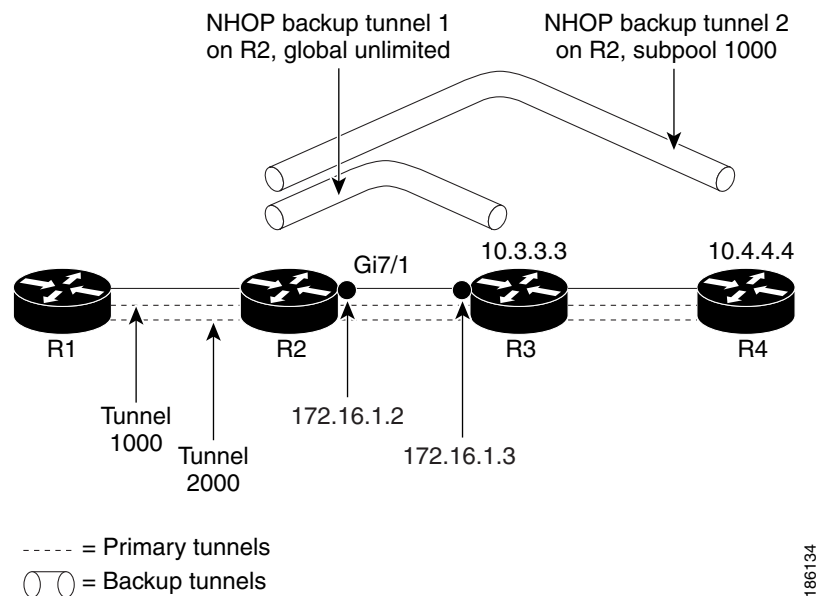 NHOP backup tunnel 1
on R2, global unlimited
NHOP backup tunnel 2
on R2, subpool 1000
Gi7/1
10.3.3.3
10.4.4.4
R1
R2
R3
R4
Tunnel
1000
Tunnel
2000
172.16.1.2
172.16.1.3
= Primary tunnels
= Backup tunnels
186134